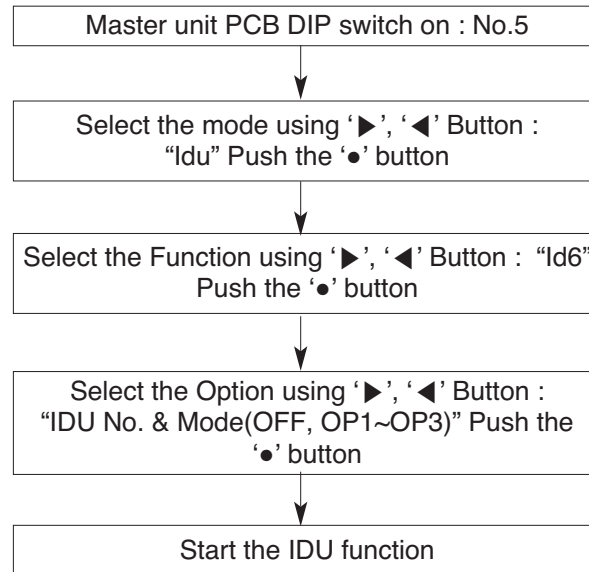 Master unit PCB DIP switch on : No.5
Select the mode using ‘▶’, ‘◀’ Button :
“Idu” Push the ‘●’ button
Select the Function using ‘▶’, ‘◀’ Button : “Id6”
Push the ‘●’ button
Select the Option using ‘▶’, ‘◀’ Button :
“IDU No. & Mode(OFF, OP1~OP3)” Push the
‘●’ button
Start the IDU function